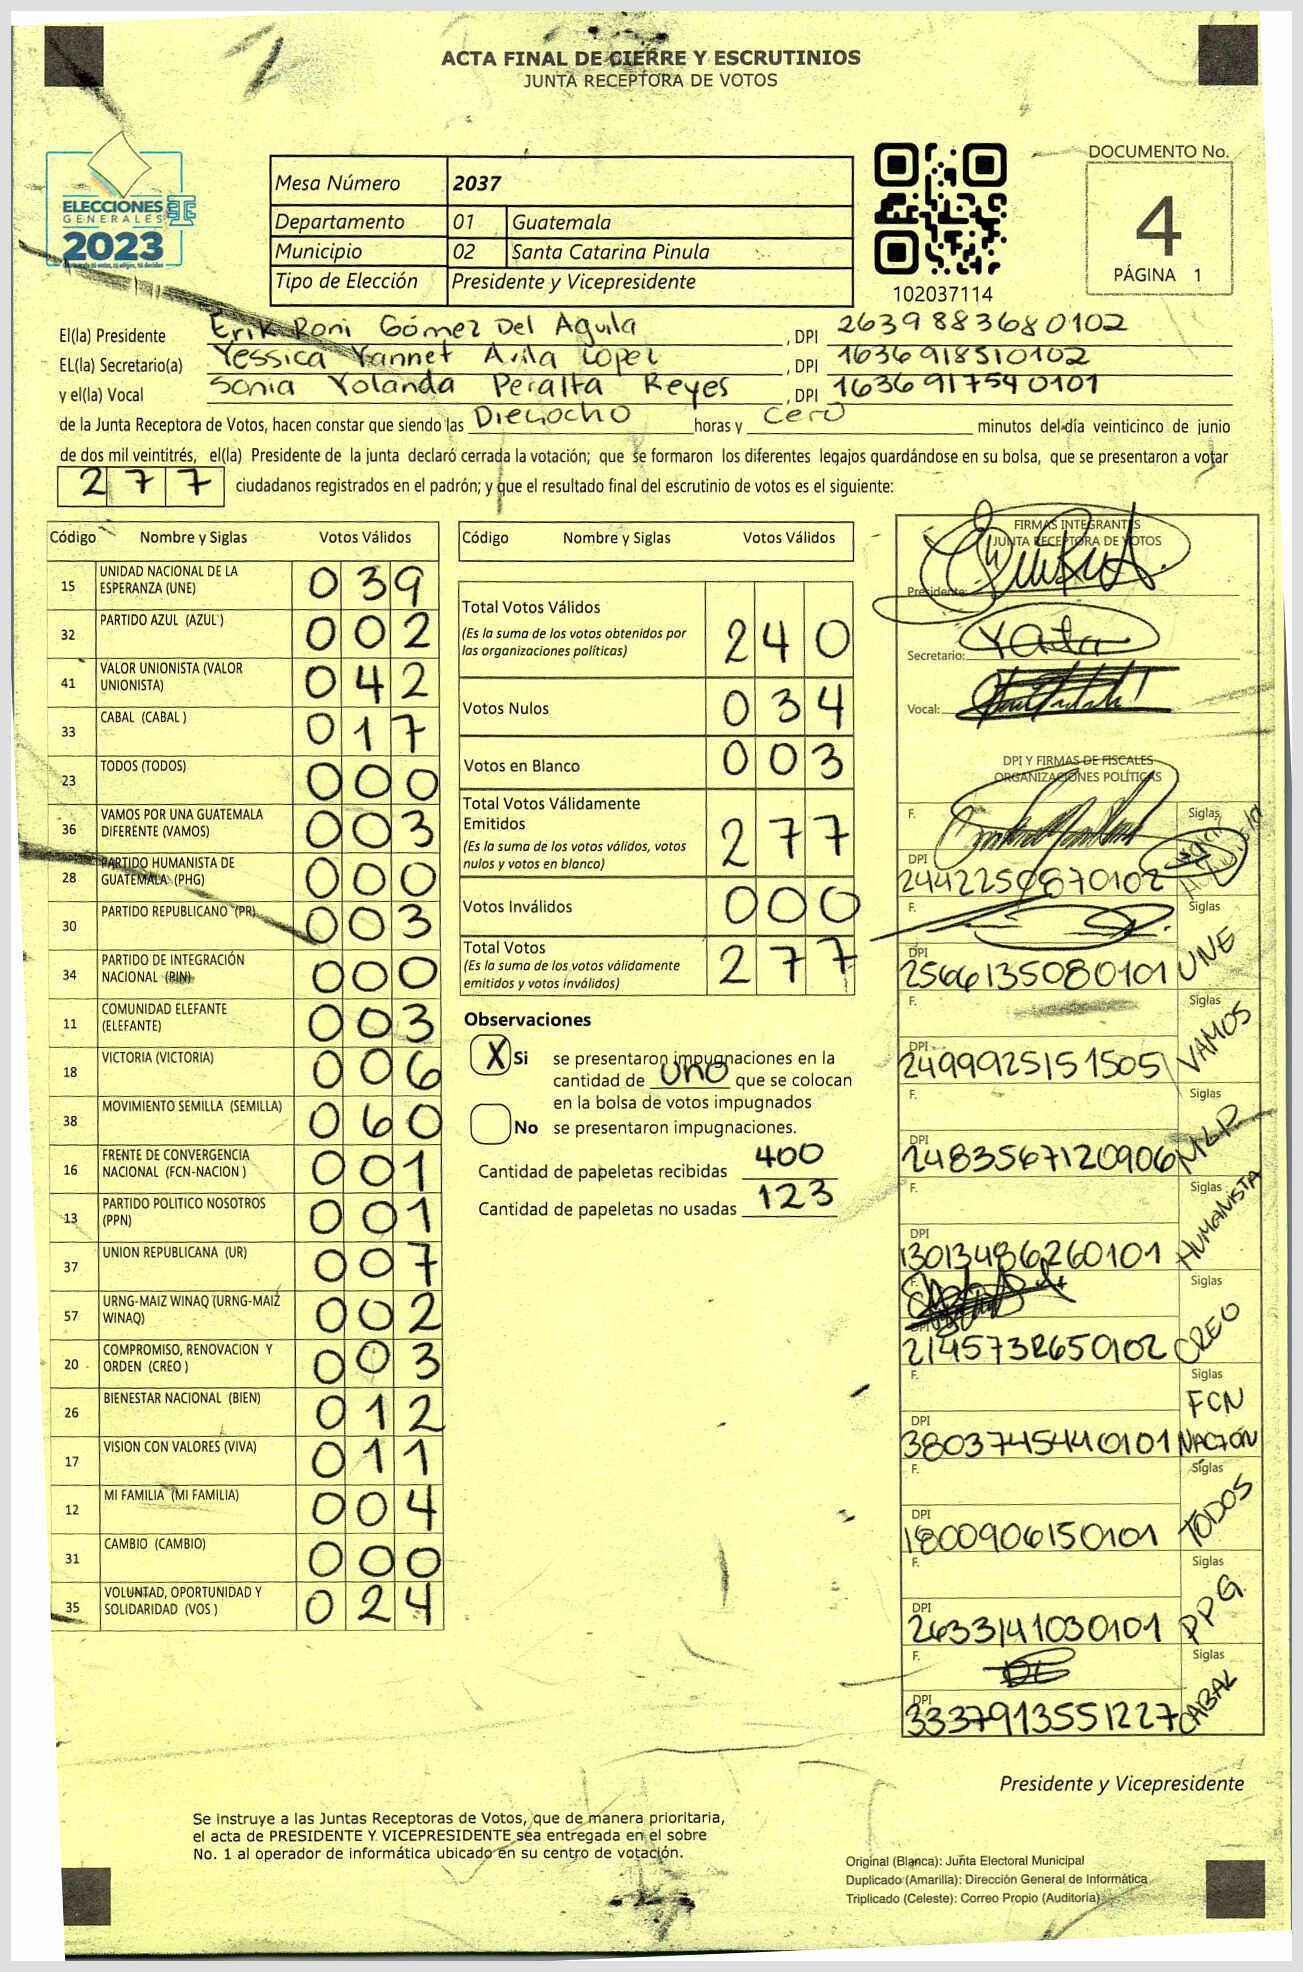 ACTA FINAL DE CIERRE Y ESCRUTINIOS
JUNTA RECEPTORA DE VOTOS
ELECCIONES
GENERALES
2023
Mesa Número 2037
Departamento 01 Guatemala
Municipio 02 Santa Catarina Pinula
Tipo de Elección Presidente y Vicepresidente
102037114
DOCUMENTO No.
4
PÁGINA 1
El(la) Presidente Erik Roni Gómez Del Aguila , DPI 2639883680102
EL(la) Secretario(a) Yessica Yannet Avila Lopez , DPI 1636918510102
y el(la) Vocal Sonia Yolanda Peralta Reyes , DPI 1636917540101
de la Junta Receptora de Votos, hacen constar que siendo las Dieciocho horas y Cero minutos del día veinticinco de junio
de dos mil veintitrés, el(la) Presidente de la junta declaró cerrada la votación; que se formaron los diferentes legajos guardándose en su bolsa, que se presentaron a votar
277 ciudadanos registrados en el padrón; y que el resultado final del escrutinio de votos es el siguiente:
Código Nombre y Siglas Votos Válidos
15 UNIDAD NACIONAL DE LA ESPERANZA (UNE) 039
32 PARTIDO AZUL (AZUL) 002
41 VALOR UNIONISTA (VALOR UNIONISTA) 042
33 CABAL (CABAL ) 017
23 TODOS (TODOS) 000
36 VAMOS POR UNA GUATEMALA DIFERENTE (VAMOS) 003
28 PARTIDO HUMANISTA DE GUATEMALA (PHG) 000
30 PARTIDO REPUBLICANO (PR) 003
34 PARTIDO DE INTEGRACIÓN NACIONAL (PIN) 000
11 COMUNIDAD ELEFANTE (ELEFANTE) 003
18 VICTORIA (VICTORIA) 006
38 MOVIMIENTO SEMILLA (SEMILLA) 060
16 FRENTE DE CONVERGENCIA NACIONAL (FCN-NACION ) 001
13 PARTIDO POLITICO NOSOTROS (PPN) 001
37 UNION REPUBLICANA (UR) 007
57 URNG-MAIZ WINAQ (URNG-MAIZ WINAQ) 002
20 COMPROMISO, RENOVACION Y ORDEN (CREO ) 003
26 BIENESTAR NACIONAL (BIEN) 012
17 VISION CON VALORES (VIVA) 011
12 MI FAMILIA (MI FAMILIA) 004
31 CAMBIO (CAMBIO) 000
35 VOLUNTAD, OPORTUNIDAD Y SOLIDARIDAD (VOS ) 024
Código Nombre y Siglas Votos Válidos
Total Votos Válidos 240
(Es la suma de los votos obtenidos por
las organizaciones políticas)
Votos Nulos 034
Votos en Blanco 003
Total Votos Válidamente
Emitidos 277
(Es la suma de los votos válidos, votos
nulos y votos en blanco)
Votos Inválidos 000
Total Votos 277
(Es la suma de los votos válidamente
emitidos y votos inválidos)
Observaciones
X Si se presentaron impugnaciones en la
cantidad de uno que se colocan
en la bolsa de votos impugnados
No se presentaron impugnaciones.
Cantidad de papeletas recibidas 400
Cantidad de papeletas no usadas 123
FIRMAS INTEGRANTES
JUNTA RECEPTORA DE VOTOS
Presidente:
Secretario:
Vocal:
DPI Y FIRMAS DE FISCALES
ORGANIZACIONES POLÍTICAS
F. Siglas
DPI 2442250870102
F. Siglas
DPI 2566135080101 UNE
F. Siglas
DPI 2499925151505 VAMOS
F. Siglas
DPI 2483567120906 MLP
F. Siglas
DPI 13013486260101 HUMANISTA
F. Siglas
DPI CREO
F. Siglas
DPI 3803745440101 FCN NACION
F. Siglas
DPI 1800906150101 TODOS
F. Siglas
DPI 2633141030101 PPG
F. Siglas
DPI 3337913551227 CABAL
Presidente y Vicepresidente
Se instruye a las Juntas Receptoras de Votos, que de manera prioritaria,
el acta de PRESIDENTE Y VICEPRESIDENTE sea entregada en el sobre
No. 1 al operador de informática ubicado en su centro de votación.
Original (Blanca): Junta Electoral Municipal
Duplicado (Amarilla): Dirección General de Informática
Triplicado (Celeste): Correo Propio (Auditoria)